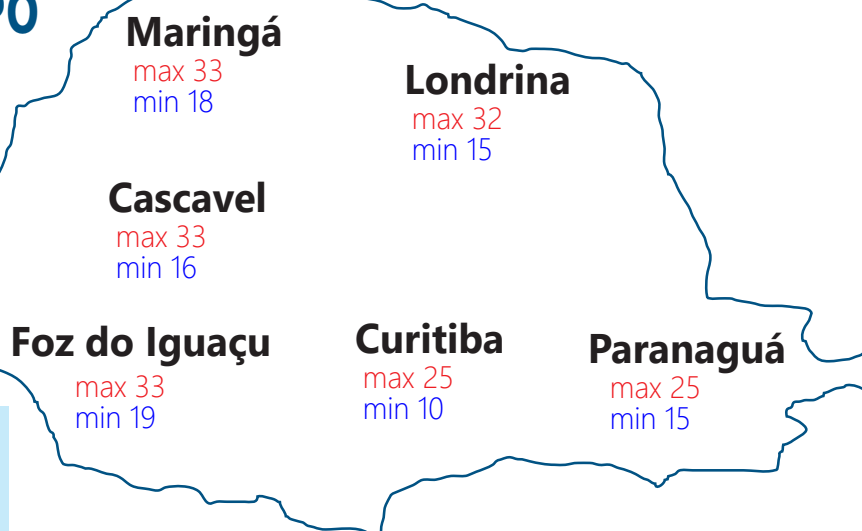 Maringá
max 33
min 18
Londrina
max 32
min 15
Cascavel
max 33
min 16
Foz do Iguaçu
max 33
min 19
Curitiba
max 25
min 10
Paranaguá
max 25
min 15